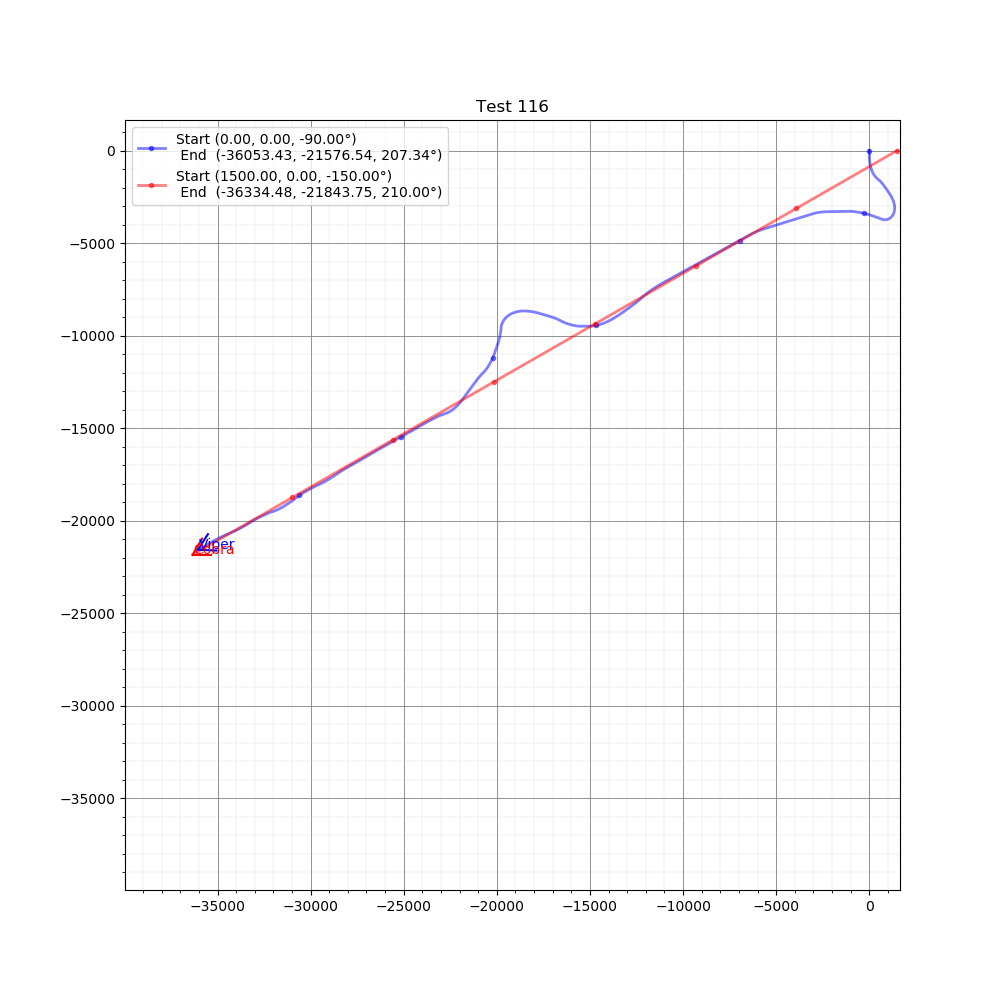 Test 116
Start (0.00, 0.00, -90.00°)
End (-36053.43, -21576.54, 207.34°)
Start (1500.00, 0.00, -150.00°)
End (-36334.48, -21843.75, 210.00°)
0
−5000
−10000
−15000
−20000
−25000
−30000
−35000
Viper
−35000 −30000 −25000 −20000 −15000 −10000 −5000 0